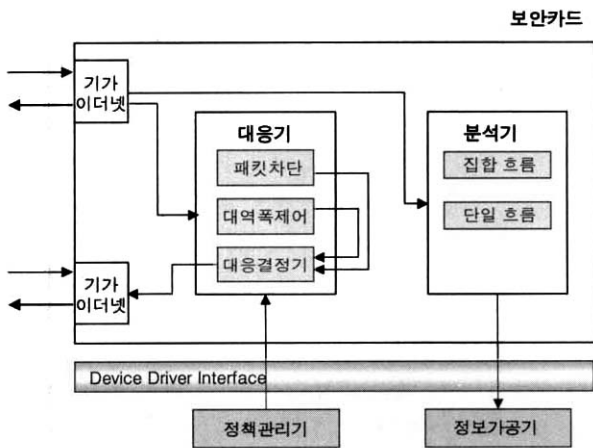 보안카드
기가
이더넷
대응기
패킷차단
대역폭제어
대응결정기
분석기
집합 흐름
단일 흐름
기가
이더넷
Device Driver Interface
정책관리기
정보가공기